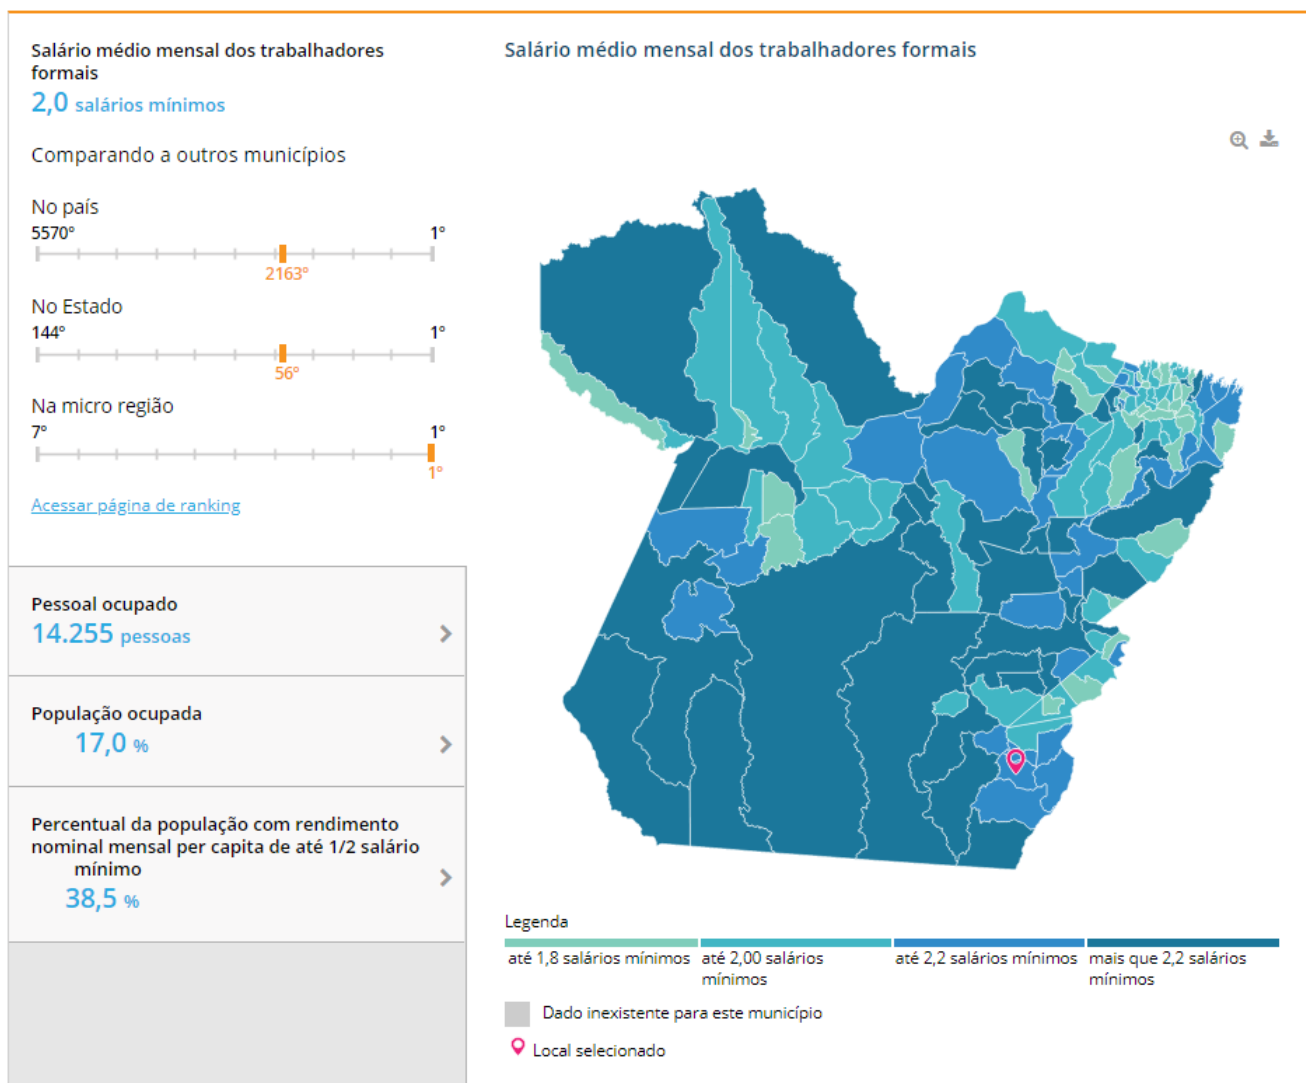 Salário médio mensal dos trabalhadores
formais
2,0 salários mínimos
Comparando a outros municípios
No país
5570° 1°
2163°
No Estado
144° 1°
56°
Na micro região
7° 1°
1°
Acessar página de ranking
Pessoal ocupado
14.255 pessoas
População ocupada
17,0 %
Percentual da população com rendimento
nominal mensal per capita de até 1/2 salário
mínimo
38,5 %
Salário médio mensal dos trabalhadores formais
Legenda
até 1,8 salários mínimos
até 2,00 salários
mínimos
até 2,2 salários mínimos
mais que 2,2 salários
mínimos
Dado inexistente para este município
Local selecionado